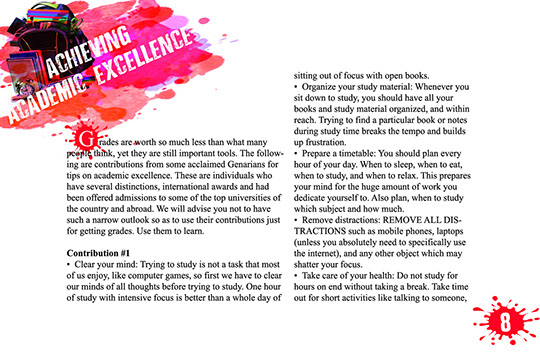 ACHIEVING
ACADEMIC EXCELLENCE
Grades are worth so much less than what many
people think, yet they are still important tools. The follow-
ing are contributions from some acclaimed Genarians for
tips on academic excellence. These are individuals who
have several distinctions, international awards and had
been offered admissions to some of the top universities of
the country and abroad. We will advise you not to have
such a narrow outlook so as to use their contributions just
for getting grades. Use them to learn.
Contribution #1
• Clear your mind: Trying to study is not a task that most
of us enjoy, like computer games, so first we have to clear
our minds of all thoughts before trying to study. One hour
of study with intensive focus is better than a whole day of
sitting out of focus with open books.
• Organize your study material: Whenever you
sit down to study, you should have all your
books and study material organized, and within
reach. Trying to find a particular book or notes
during study time breaks the tempo and builds
up frustration.
• Prepare a timetable: You should plan every
hour of your day. When to sleep, when to eat,
when to study, and when to relax. This prepares
your mind for the huge amount of work you
dedicate yourself to. Also plan, when to study
which subject and how much.
• Remove distractions: REMOVE ALL DIS-
TRACTIONS such as mobile phones, laptops
(unless you absolutely need to specifically use
the internet), and any other object which may
shatter your focus.
• Take care of your health: Do not study for
hours on end without taking a break. Take time
out for short activities like talking to someone,
8